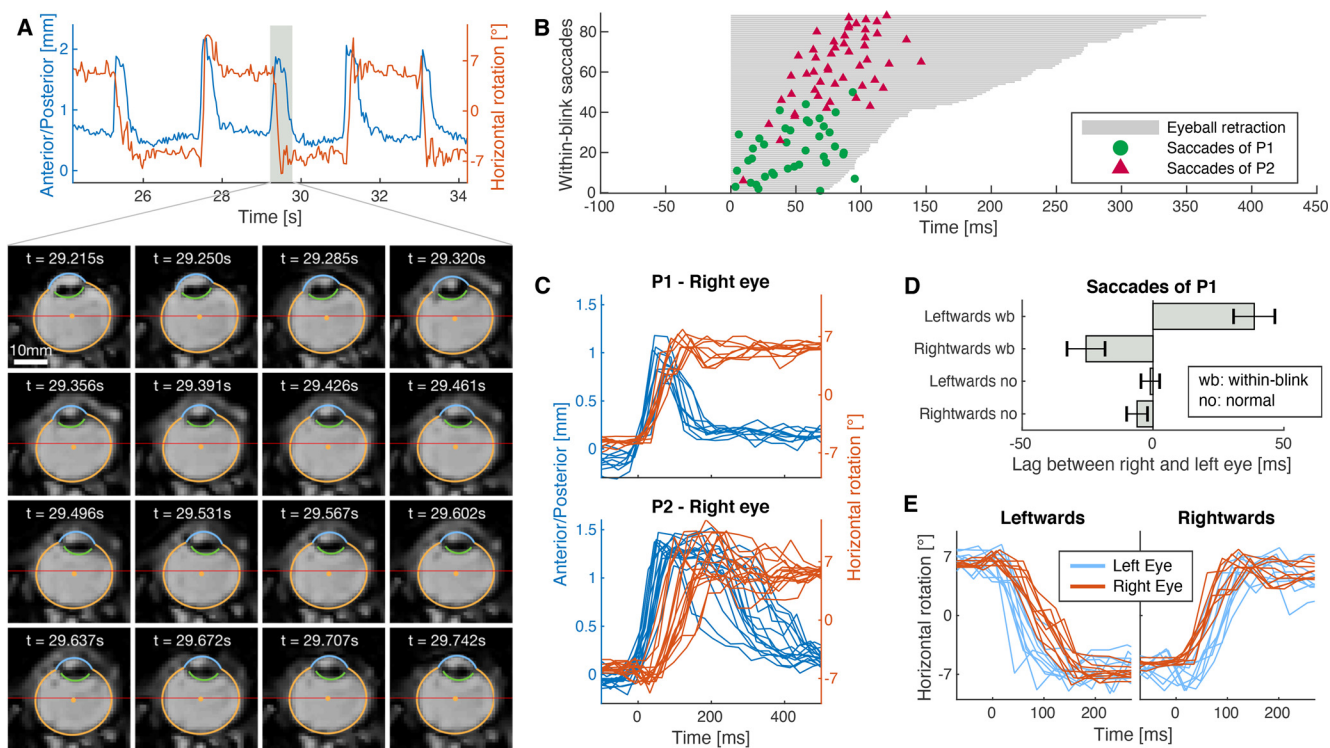 A
Anterior/Posterior [mm]
2
1
0
7
0
-7
Horizontal rotation [°]
26
28
30
32
34
Time [s]
t = 29.215s
t = 29.250s
t = 29.285s
t = 29.320s
10mm
t = 29.356s
t = 29.391s
t = 29.426s
t = 29.461s
t = 29.496s
t = 29.531s
t = 29.567s
t = 29.602s
t = 29.637s
t = 29.672s
t = 29.707s
t = 29.742s
B
Within-blink saccades
80
60
40
20
0
-100
-50
0
50
100
150
200
250
300
350
400
450
Time [ms]
Eyeball retraction
Saccades of P1
Saccades of P2
C
P1 - Right eye
Anterior/Posterior [mm]
1.5
1
0.5
0
7
0
-7
Horizontal rotation [°]
P2 - Right eye
1.5
1
0.5
0
7
0
-7
0
200
400
Time [ms]
D
Saccades of P1
Leftwards wb
Rightwards wb
Leftwards no
Rightwards no
wb: within-blink
no: normal
-50
0
50
Lag between right and left eye [ms]
E
Leftwards
Rightwards
Horizontal rotation [°]
7
0
-7
Left Eye
Right Eye
0
100
200
0
100
200
Time [ms]